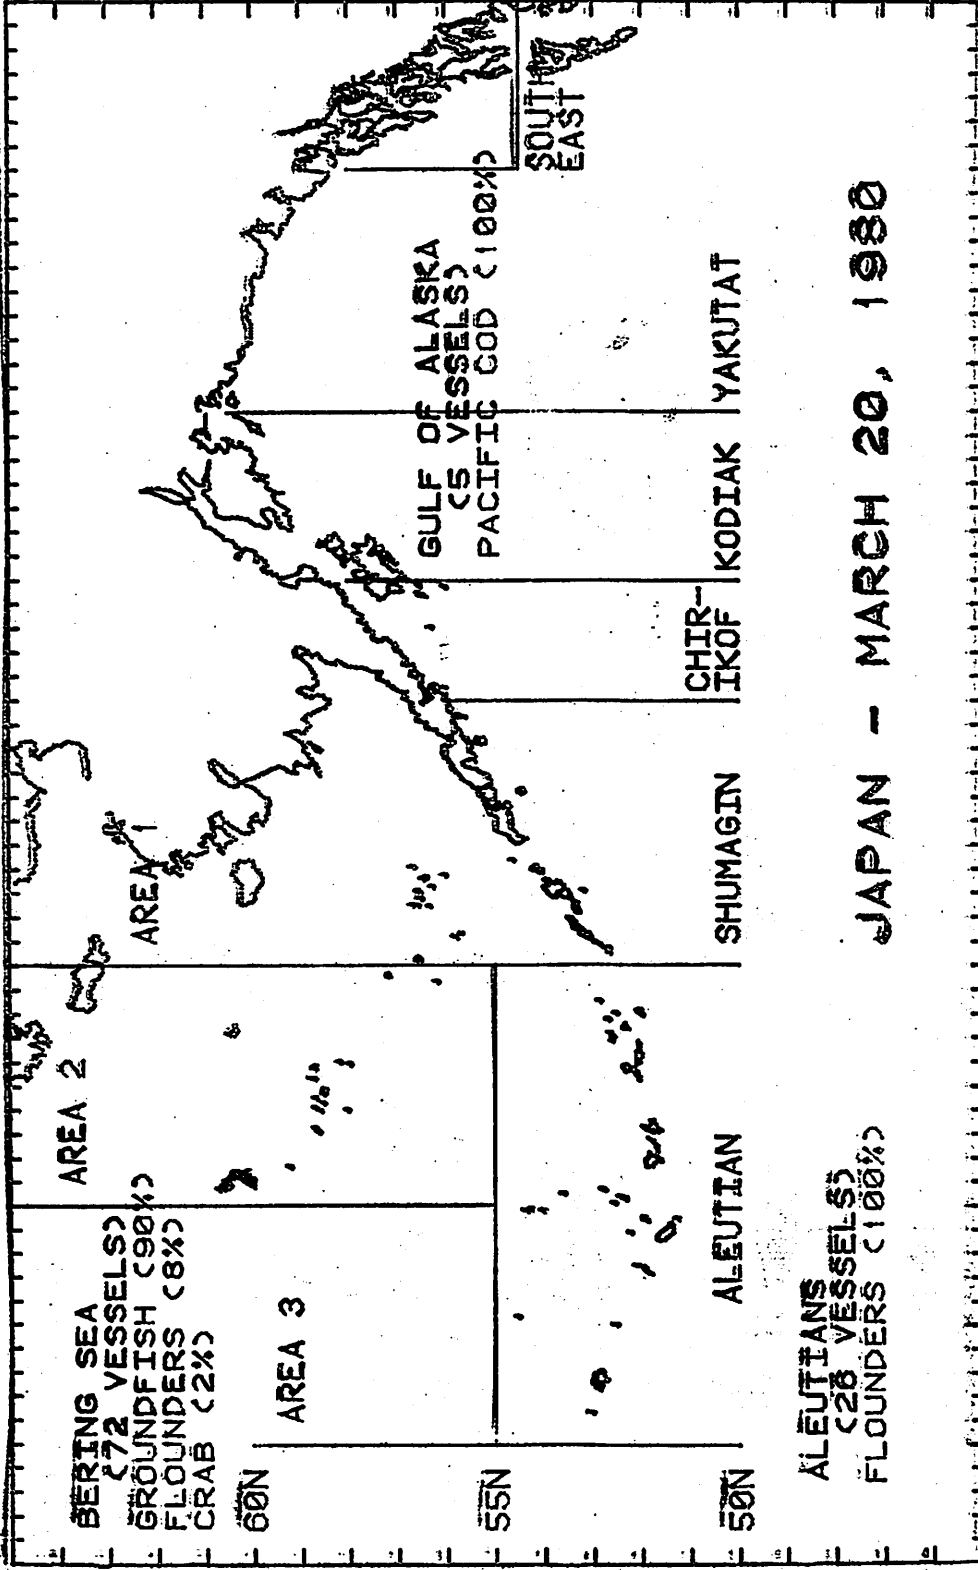 BERING SEA
(72 VESSELS)
GROUNDFISH (90%)
FLOUNDERS (8%)
CRAB (2%)
AREA 2
AREA 1
AREA 3
60N
55N
50N
GULF OF ALASKA
(5 VESSELS)
PACIFIC COD (100%)
SOUTH
EAST
ALEUTIAN
SHUMAGIN
CHIR-
IKOF
KODIAK
YAKUTAT
ALEUTIANS
(26 VESSELS)
FLOUNDERS (100%)
JAPAN - MARCH 20, 1980